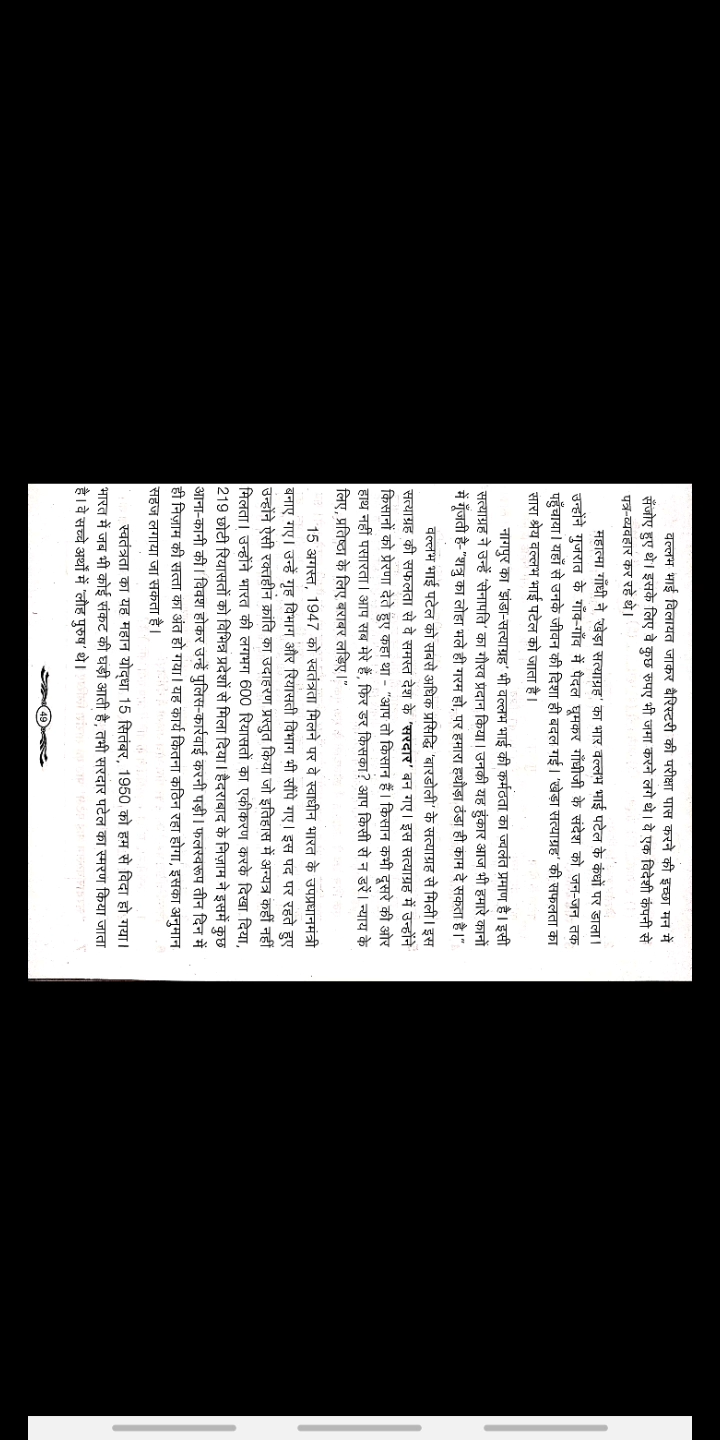 वल्लभ भाई विलायत जाकर बैरिस्टरी की परीक्षा पास करने की इच्छा मन में
सँजोए हुए थे। इसके लिए वे कुछ रुपए भी जमा करने लगे थे। वे एक विदेशी कंपनी से
पत्र-व्यवहार कर रहे थे।
महात्मा गाँधी ने 'खेड़ा सत्याग्रह' का भार वल्लभ भाई पटेल के कंधों पर डाला।
उन्होंने गुजरात के गाँव-गाँव में पैदल घूमकर गाँधीजी के संदेश को जन-जन तक
पहुँचाया। यहाँ से उनके जीवन की दिशा ही बदल गई। 'खेड़ा सत्याग्रह' की सफलता का
सारा श्रेय वल्लभ भाई पटेल को जाता है।
नागपुर का 'झंडा-सत्याग्रह' भी वल्लभ भाई की कर्मठता का ज्वलंत प्रमाण है। इसी
सत्याग्रह ने उन्हें 'सेनापति' का गौरव प्रदान किया। उनकी यह हुंकार आज भी हमारे कानों
में गूँजती है-"शत्रु का लोहा भले ही गरम हो, पर हमारा हथौड़ा ठंडा ही काम दे सकता है।"
वल्लभ भाई पटेल को सबसे अधिक प्रसिद्धि 'बारडोली' के सत्याग्रह से मिली। इस
सत्याग्रह की सफलता से वे समस्त देश के 'सरदार' बन गए। इस सत्याग्रह में उन्होंने
किसानों को प्रेरणा देते हुए कहा था - "आप तो किसान हैं। किसान कभी दूसरे की ओर
हाथ नहीं पसारता। आप सब मेरे हैं, फिर डर किसका? आप किसी से न डरें। न्याय के
लिए, प्रतिष्ठा के लिए बराबर लड़िए।"
15 अगस्त, 1947 को स्वतंत्रता मिलने पर वे स्वाधीन भारत के उपप्रधानमंत्री
बनाए गए। उन्हें गृह विभाग और रियासती विभाग भी सौंपे गए। इस पद पर रहते हुए
उन्होंने ऐसी रक्तहीन क्रांति का उदाहरण प्रस्तुत किया जो इतिहास में अन्यत्र कहीं नहीं
मिलता। उन्होंने भारत की लगभग 600 रियासतों का एकीकरण करके दिखा दिया,
219 छोटी रियासतों को विभिन्न प्रदेशों से मिला दिया। हैदराबाद के निज़ाम ने इसमें कुछ
आना-कानी की। विवश होकर उन्हें पुलिस-कार्रवाई करनी पड़ी। फलस्वरूप तीन दिन में
ही निज़ाम की सत्ता का अंत हो गया। यह कार्य कितना कठिन रहा होगा, इसका अनुमान
सहज लगाया जा सकता है।
स्वतंत्रता का यह महान योद्धा 15 सितंबर, 1950 को हम से विदा हो गया।
भारत में जब भी कोई संकट की घड़ी आती है, तभी सरदार पटेल का स्मरण किया जाता
है। वे सच्चे अर्थों में 'लौह पुरुष' थे।
49